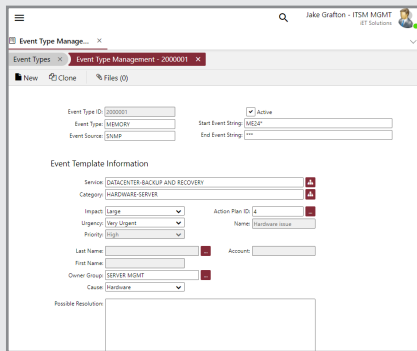 Jake Grafton - ITSM MGMT
iET Solutions
Event Type Manage... ×
Event Types × Event Type Management - 2000001 ×
New Clone Files (0)
Event Type ID: 2000001 Active
Event Type: MEMORY Start Event String: ME24*
Event Source: SNMP End Event String: ***
Event Template Information
Service: DATACENTER-BACKUP AND RECOVERY
Category: HARDWARE-SERVER
Impact: Large Action Plan ID: 4 ...
Urgency: Very Urgent Name: Hardware issue
Priority: High
Last Name: ... Account:
First Name:
Owner Group: SERVER MGMT ...
Cause: Hardware
Possible Resolution: